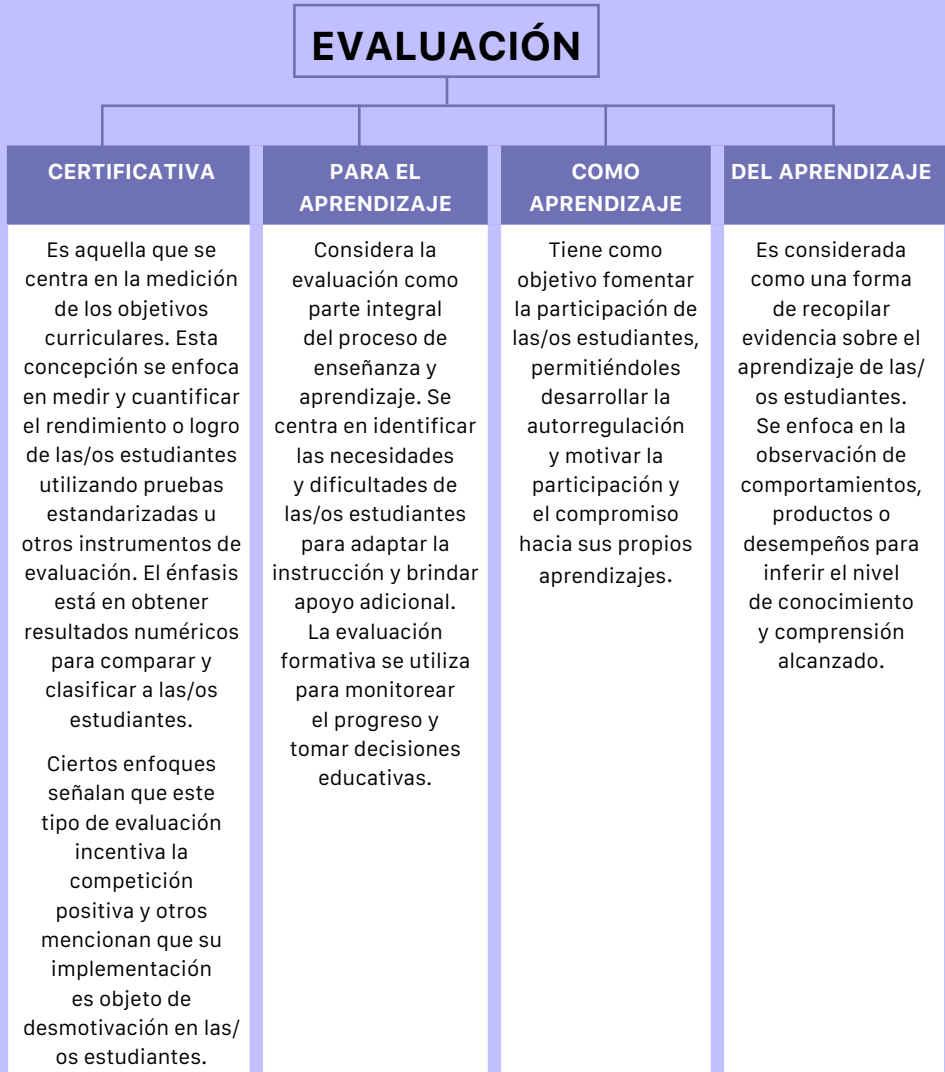 EVALUACIÓN
CERTIFICATIVA
Es aquella que se
centra en la medición
de los objetivos
curriculares. Esta
concepción se enfoca
en medir y cuantificar
el rendimiento o logro
de las/os estudiantes
utilizando pruebas
estandarizadas u
otros instrumentos de
evaluación. El énfasis
está en obtener
resultados numéricos
para comparar y
clasificar a las/os
estudiantes.
Ciertos enfoques
señalan que este
tipo de evaluación
incentiva la
competición
positiva y otros
mencionan que su
implementación
es objeto de
desmotivación en las/
os estudiantes.
PARA EL
APRENDIZAJE
Considera la
evaluación como
parte integral
del proceso de
enseñanza y
aprendizaje. Se
centra en identificar
las necesidades
y dificultades de
las/os estudiantes
para adaptar la
instrucción y brindar
apoyo adicional.
La evaluación
formativa se utiliza
para monitorear
el progreso y
tomar decisiones
educativas.
COMO
APRENDIZAJE
Tiene como
objetivo fomentar
la participación de
las/os estudiantes,
permitiéndoles
desarrollar la
autorregulación
y motivar la
participación y
el compromiso
hacia sus propios
aprendizajes.
DEL APRENDIZAJE
Es considerada
como una forma
de recopilar
evidencia sobre el
aprendizaje de las/
os estudiantes.
Se enfoca en la
observación de
comportamientos,
productos o
desempeños para
inferir el nivel
de conocimiento
y comprensión
alcanzado.